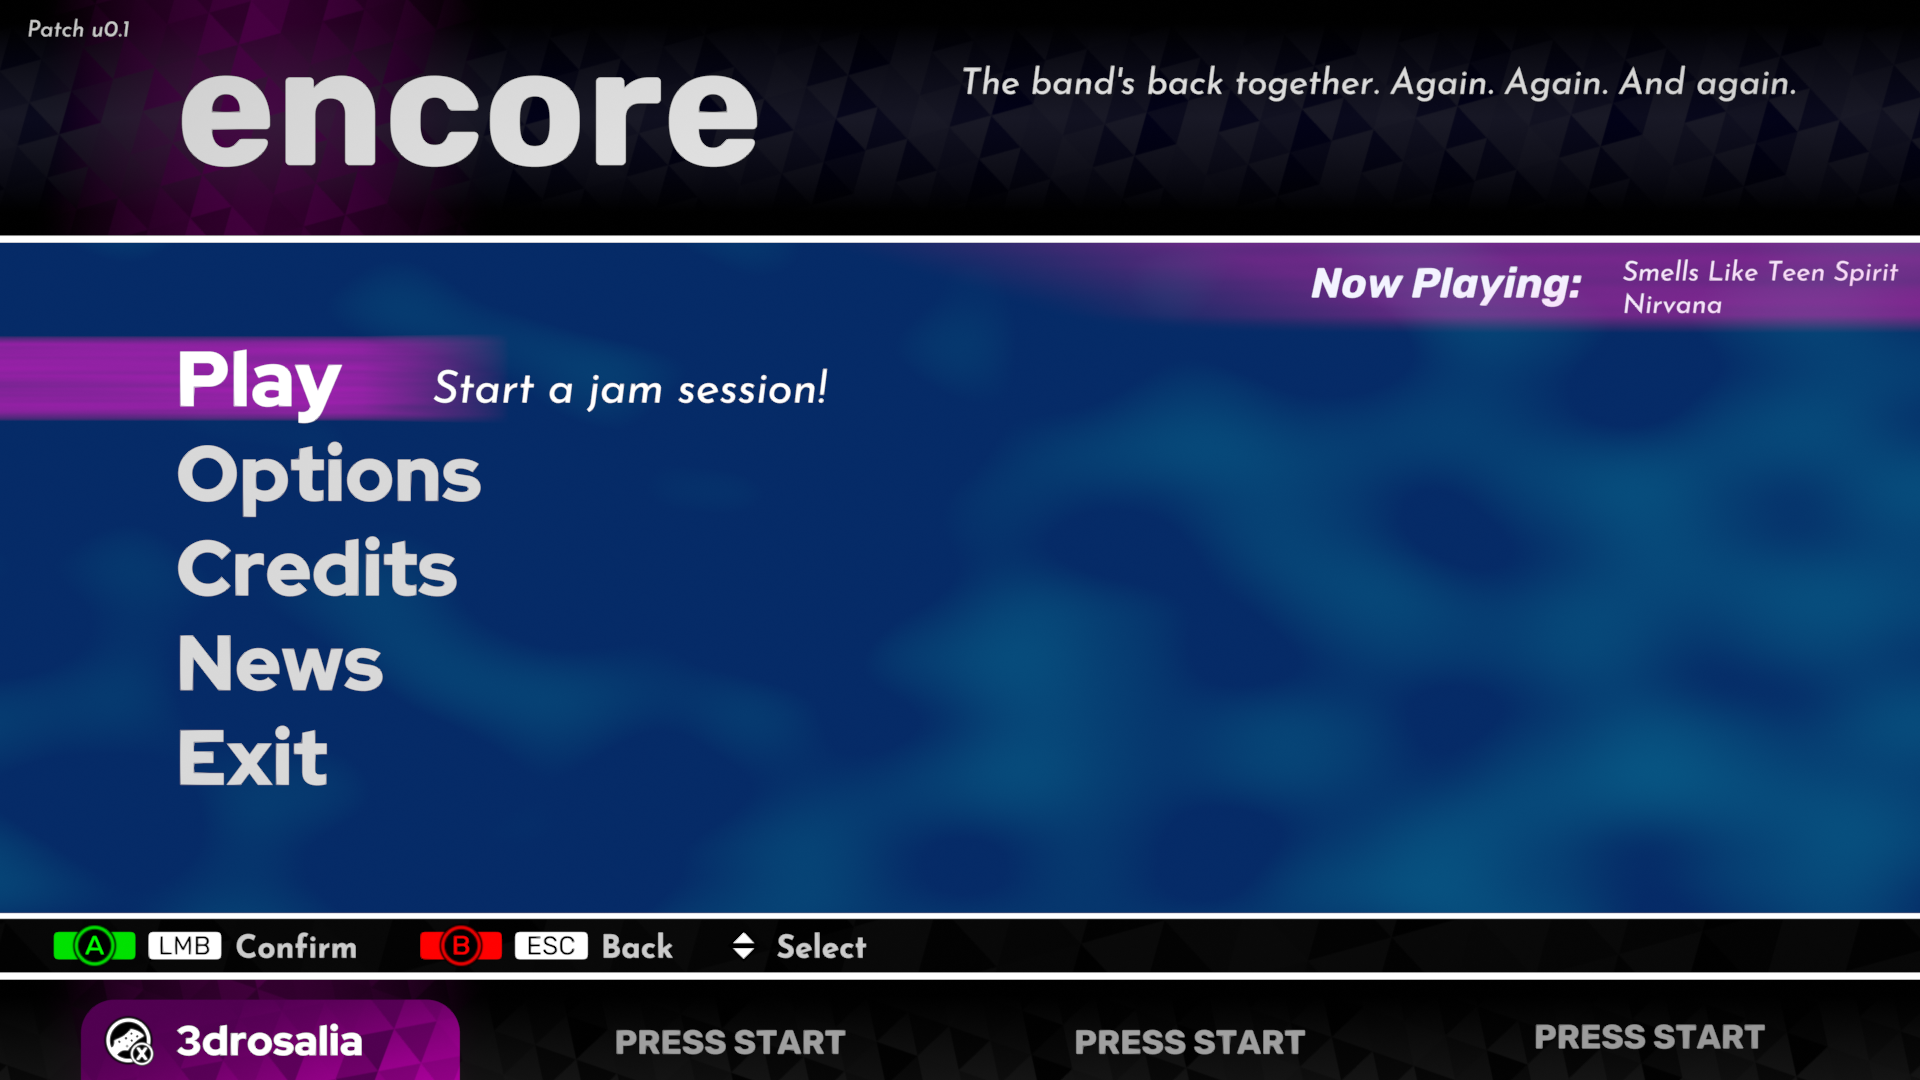 Patch u0.1
encore
The band's back together. Again. Again. And again.
Now Playing:
Smells Like Teen Spirit
Nirvana
Play
Start a jam session!
Options
Credits
News
Exit
A LMB Confirm B ESC Back Select
X 3drosalia PRESS START PRESS START PRESS START